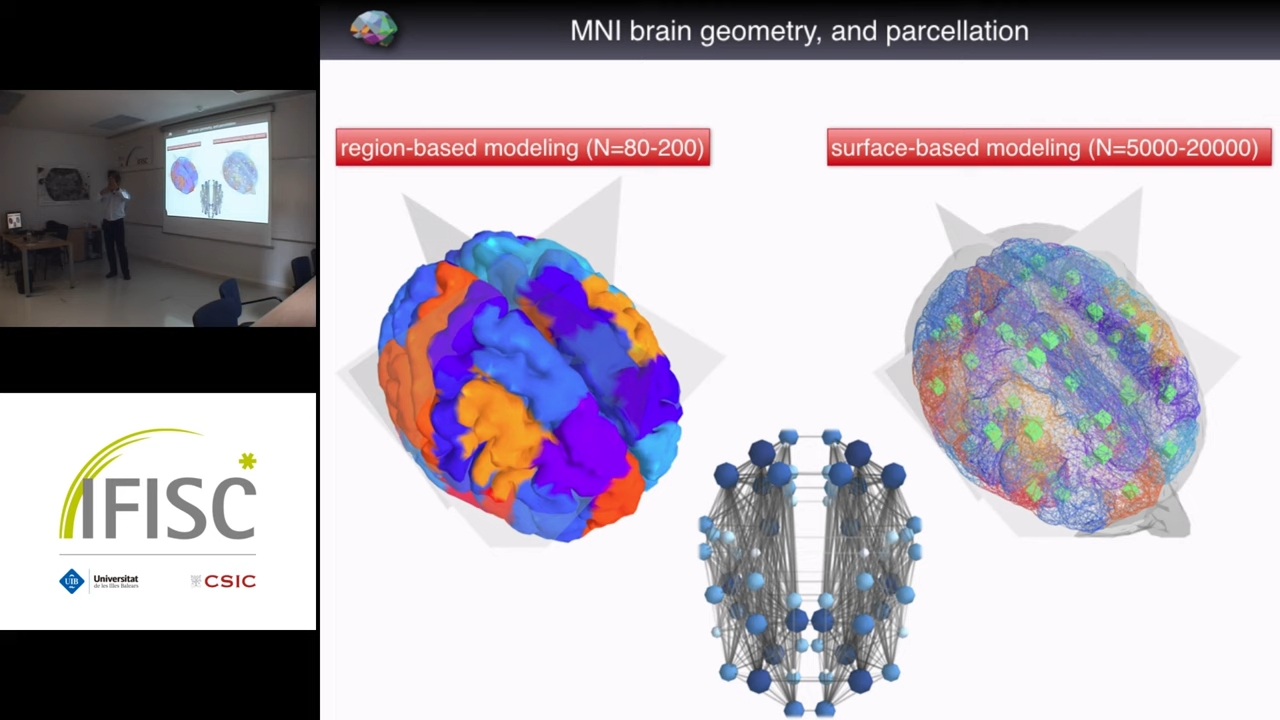 MNI brain geometry, and parcellation
region-based modeling (N=80-200)
surface-based modeling (N=5000-20000)
IFISC
UIB
Universitat
de les Illes Balears
CSIC